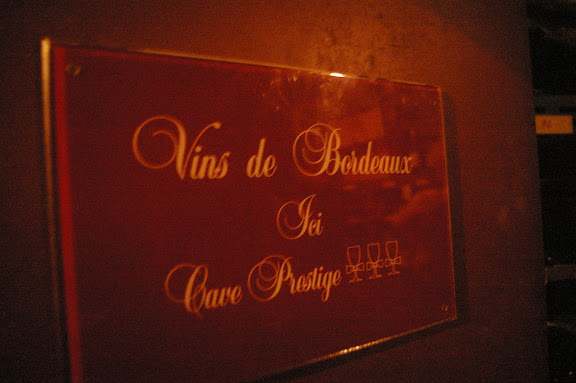 Vins de Bordeaux
Ici
Cave Prestige